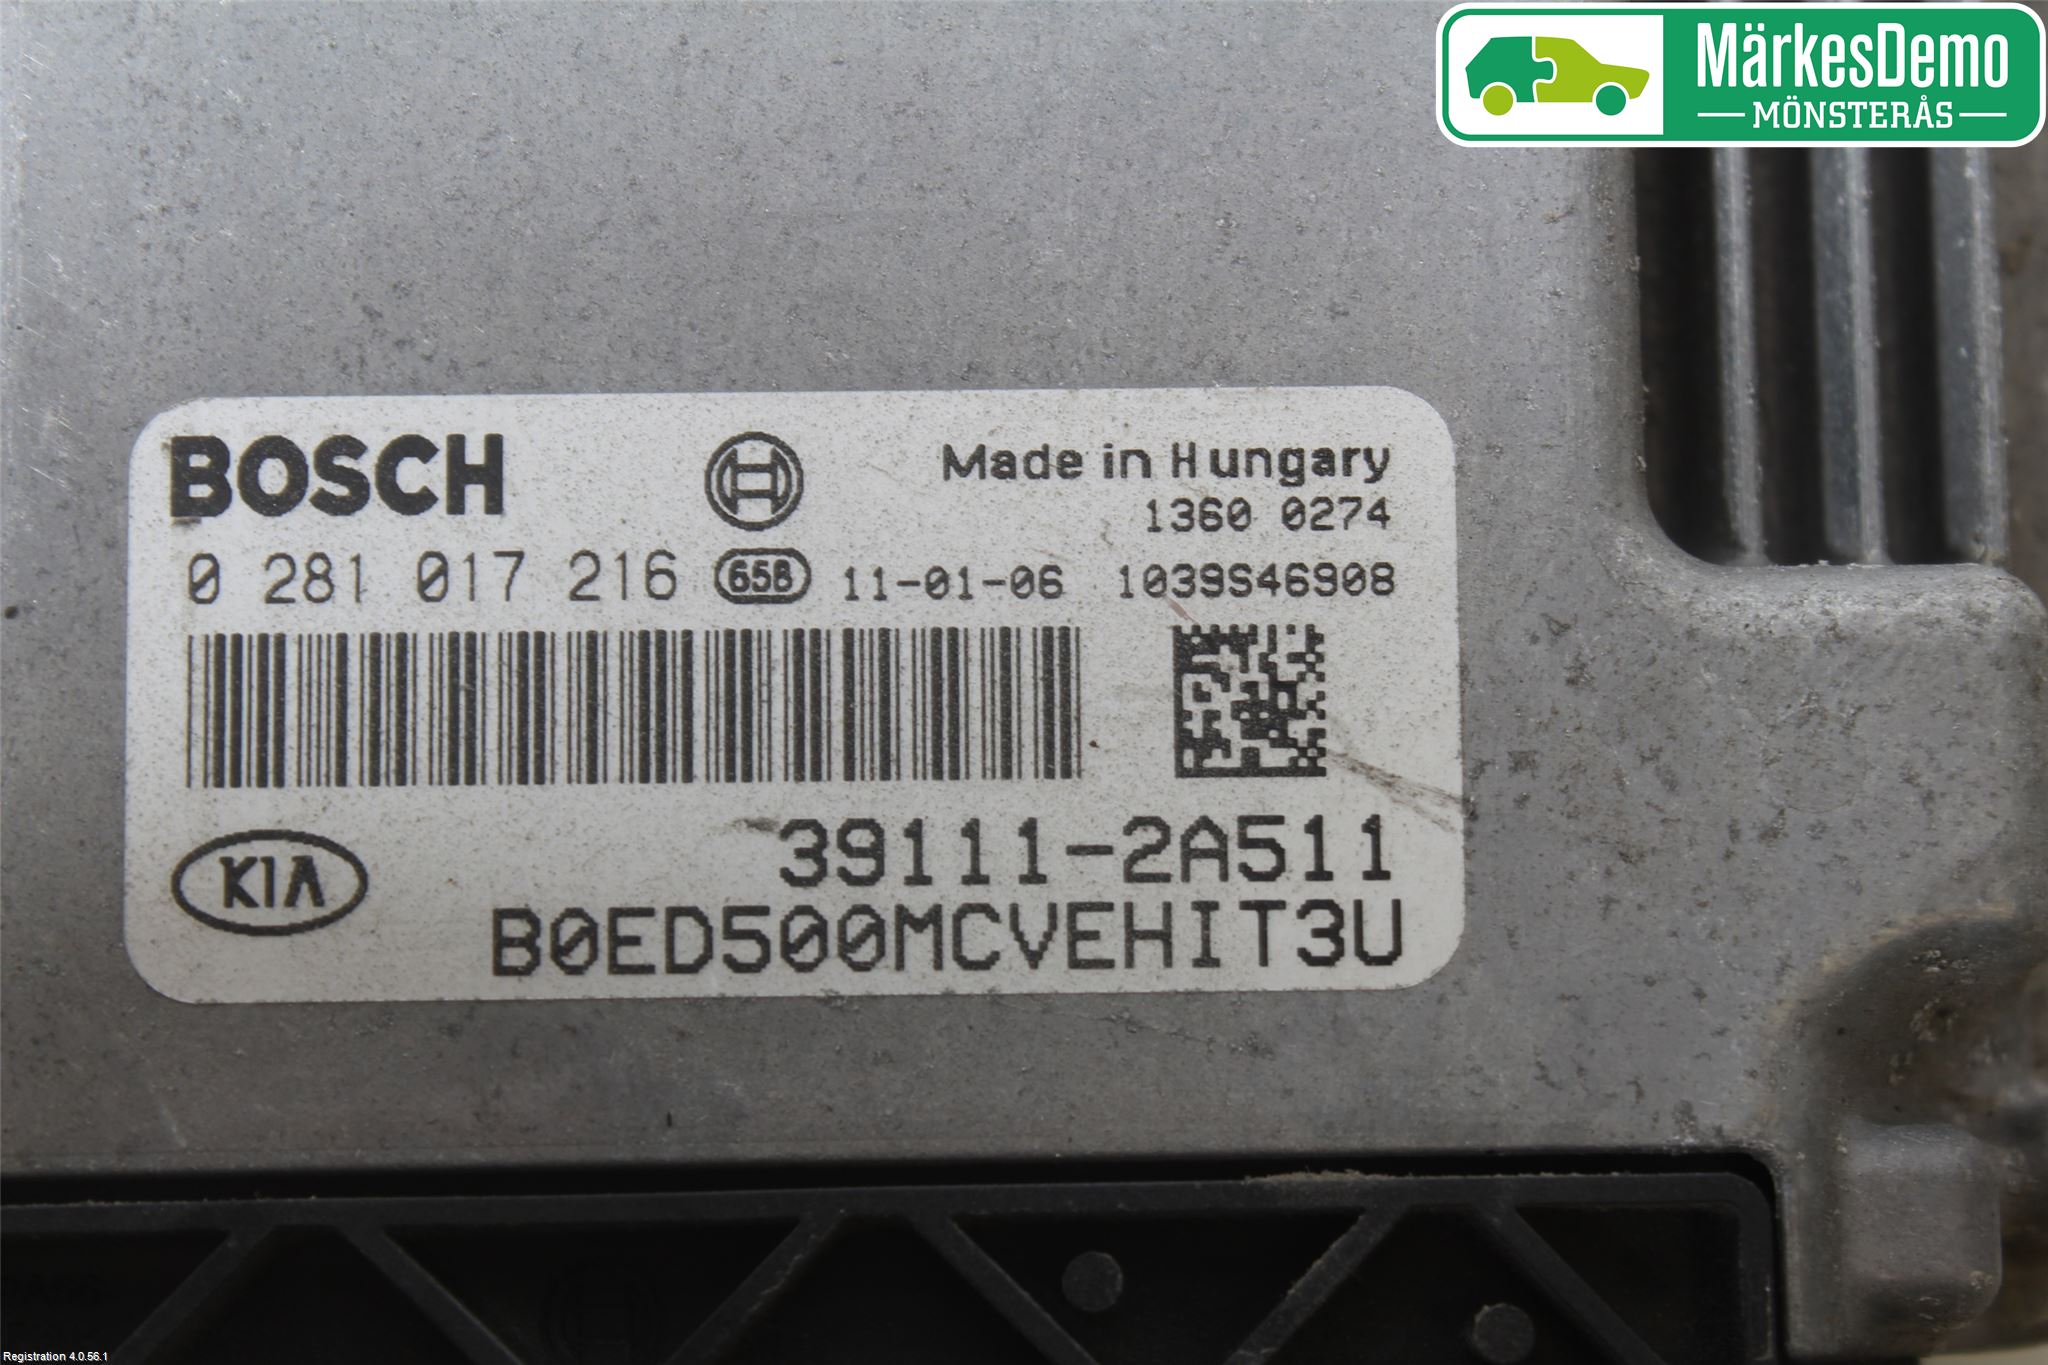 MärkesDemo
MÖNSTERÅS
BOSCH
Made in Hungary
1360 0274
0 281 017 216 65B 11-01-06 1039S46908
39111-2A511
KIA
B0ED500MCVEHIT3U
Registration 4.0.56.1